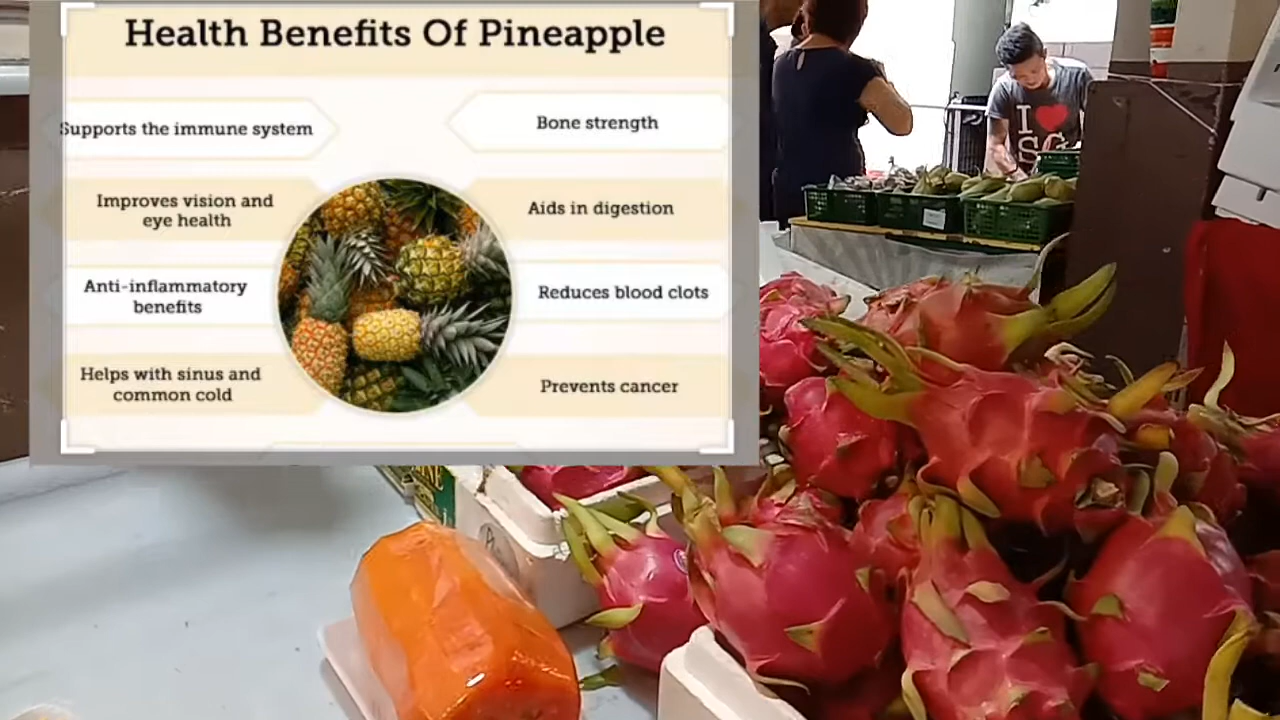 Health Benefits Of Pineapple
Supports the immune system
Bone strength
Improves vision and
eye health
Aids in digestion
Anti-inflammatory
benefits
Reduces blood clots
Helps with sinus and
common cold
Prevents cancer
I
SG